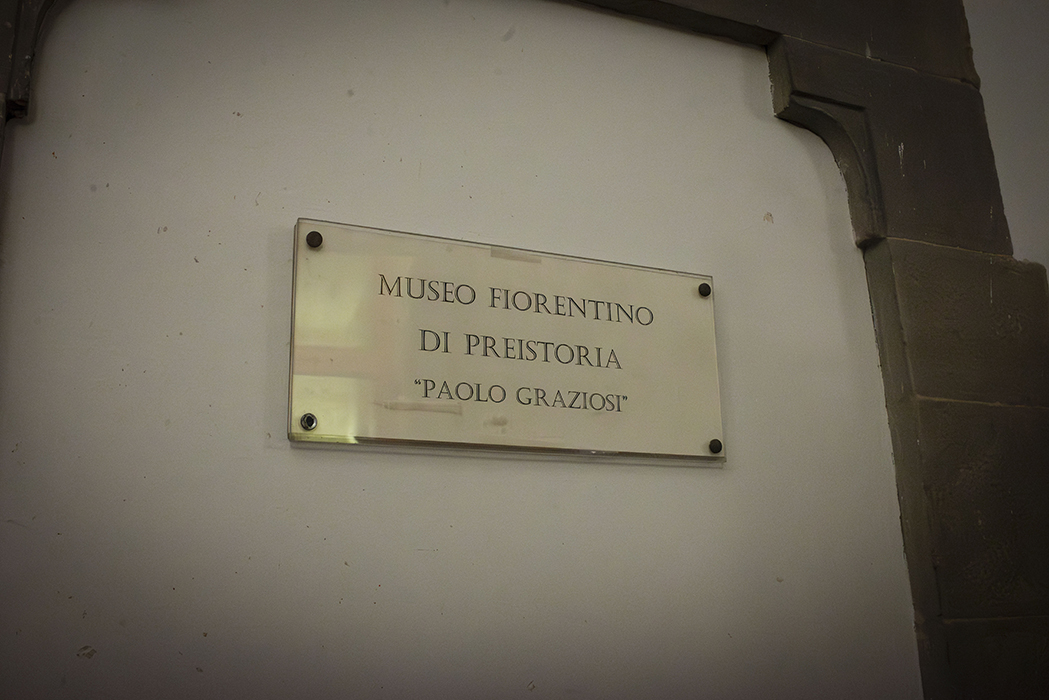 MUSEO FIORENTINO
DI PREISTORIA
“PAOLO GRAZIOSI”